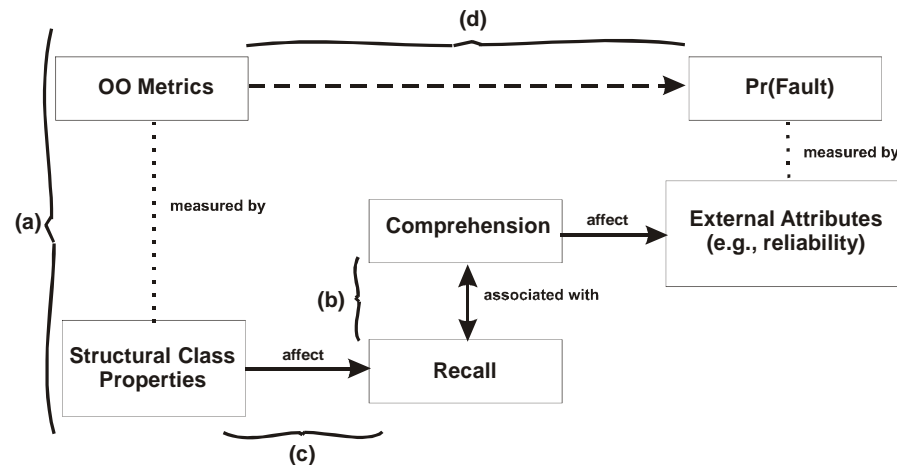 (d)
OO Metrics
Pr(Fault)
measured by
measured by
(a)
Comprehension
affect
External Attributes
(e.g., reliability)
(b)
associated with
Structural Class
Properties
affect
Recall
(c)